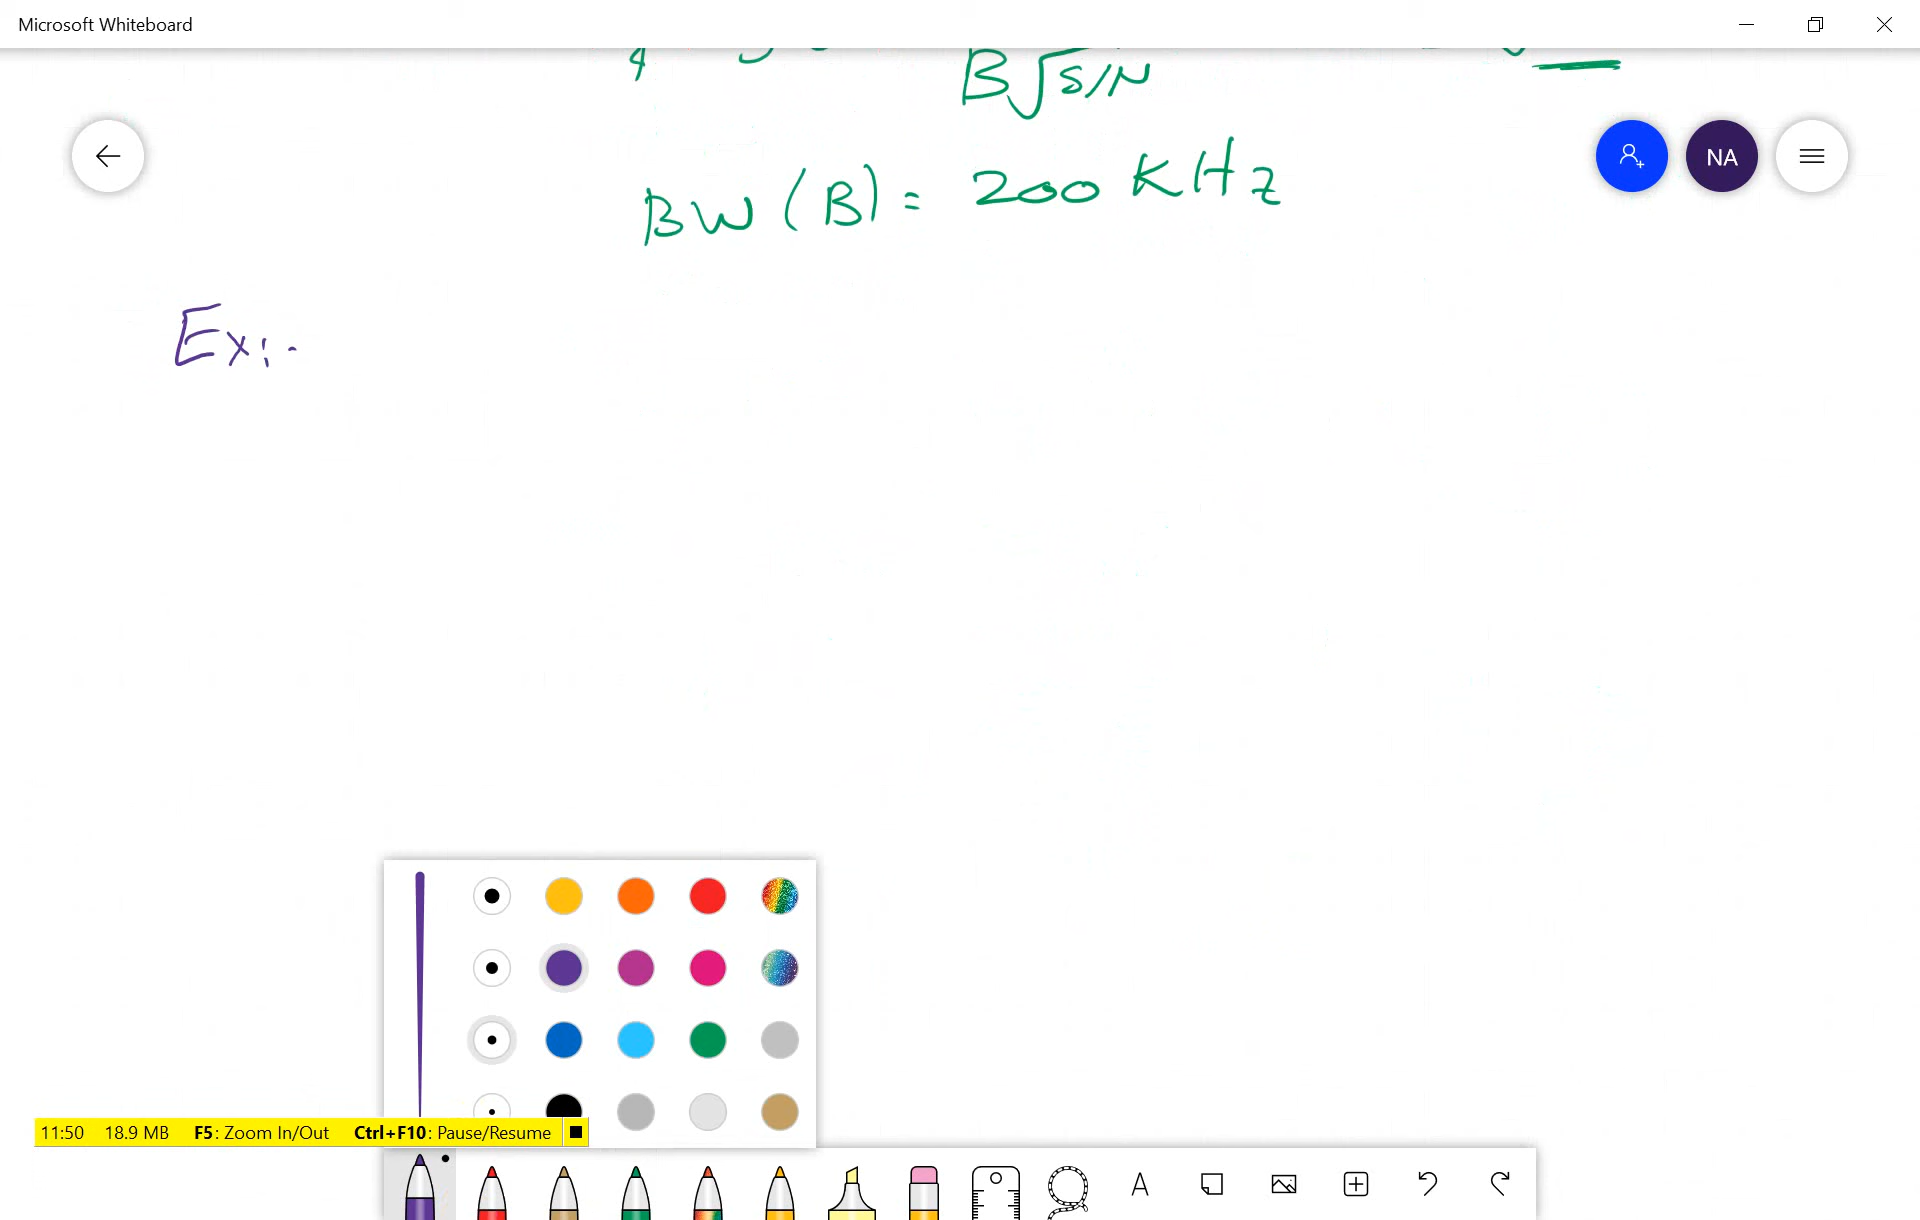 Microsoft Whiteboard
B√S/N
BW (B) = 200 KHz
NA
Ex:-
11:50 18.9 MB F5: Zoom In/Out Ctrl+F10: Pause/Resume
A